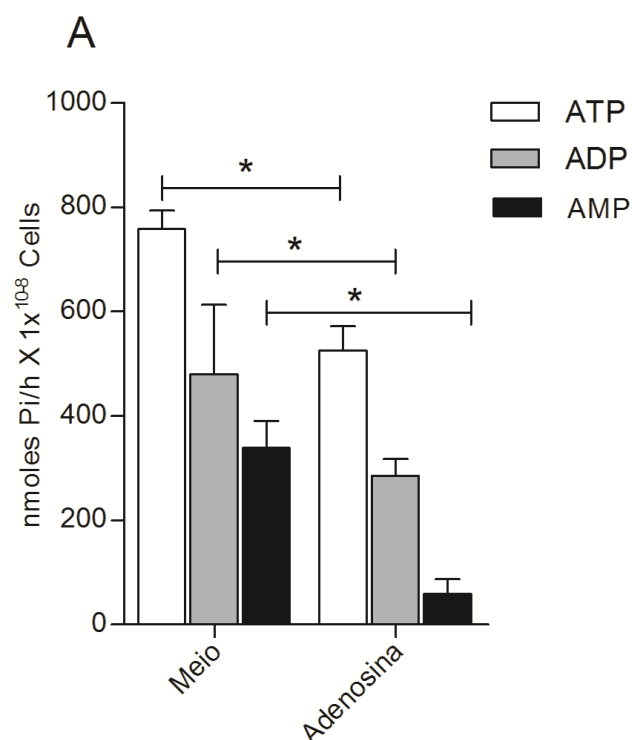 A
1000
800
600
400
200
0
nmoles Pi/h X 1x10-8 Cells
ATP
ADP
AMP
*
*
*
Meio
Adenosina